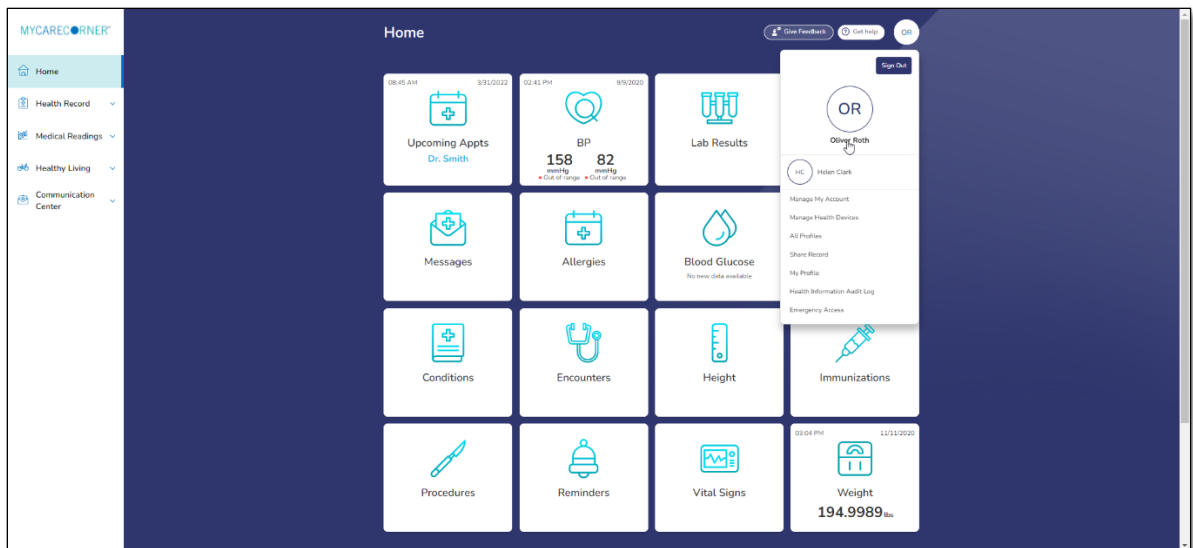 MYCARECORNER
Home
Health Record
Medical Readings
Healthy Living
Communication
Center
Home
Give Feedback
Get help
OR
Sign Out
OR
Oliver Roth
HC Helen Clark
Manage My Account
Manage Health Devices
All Profiles
Share Record
My Profile
Health Information Audit Log
Emergency Access
08:45 AM 3/31/2022
Upcoming Appts
Dr. Smith
02:41 PM 9/9/2020
BP
158 82
mmHg mmHg
Out of range Out of range
Lab Results
Messages
Allergies
Blood Glucose
No new data available
Conditions
Encounters
Height
Immunizations
Procedures
Reminders
Vital Signs
03:04 PM 11/11/2020
Weight
194.9989 lbs